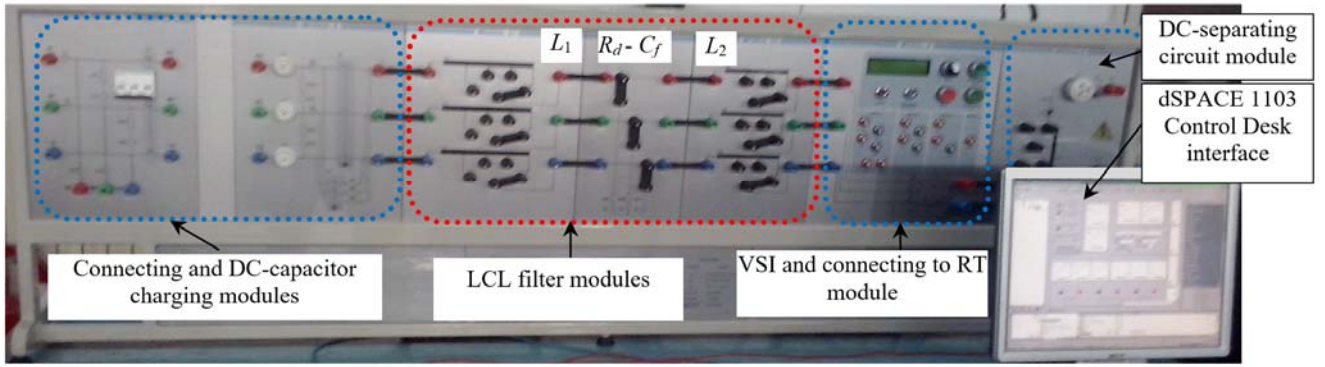 L1
Rd - Cf
L2
DC-separating
circuit module
dSPACE 1103
Control Desk
interface
Connecting and DC-capacitor
charging modules
LCL filter modules
VSI and connecting to RT
module